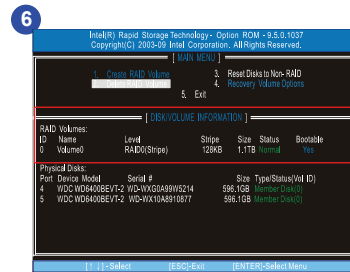 6
Intel(R) Rapid Storage Technology - Option ROM - 9.5.0.1037
Copyright(C) 2003-09 Intel Corporation. All Rights Reserved.
[ MAIN MENU ]
1. Create RAID Volume 3. Reset Disks to Non- RAID
2. Delete RAID Volume 4. Recovery Volume Options
5. Exit
[ DISK/VOLUME INFORMATION ]
RAID Volumes:
ID Name Level Stripe Size Status Bootable
0 Volume0 RAID0(Stripe) 128KB 1.1TB Normal Yes
Physical Disks:
Port Device Model Serial # Size Type/Status(Vol ID)
4 WDC WD6400BEVT-2 WD-WXG0A99W5214 596.1GB Member Disk(0)
5 WDC WD6400BEVT-2 WD-WX10A8910877 596.1GB Member Disk(0)
[↑↓]-Select [ESC]-Exit [ENTER]-Select Menu